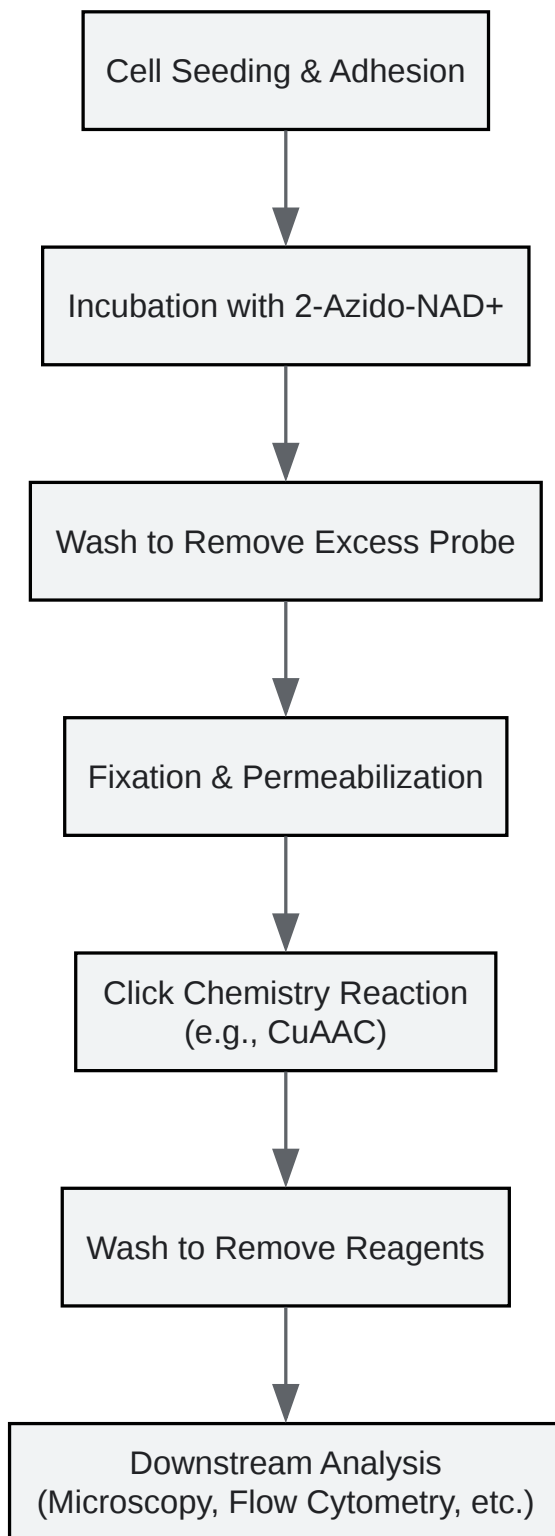 Cell Seeding & Adhesion
Incubation with 2-Azido-NAD+
Wash to Remove Excess Probe
Fixation & Permeabilization
Click Chemistry Reaction
(e.g., CuAAC)
Wash to Remove Reagents
Downstream Analysis
(Microscopy, Flow Cytometry, etc.)